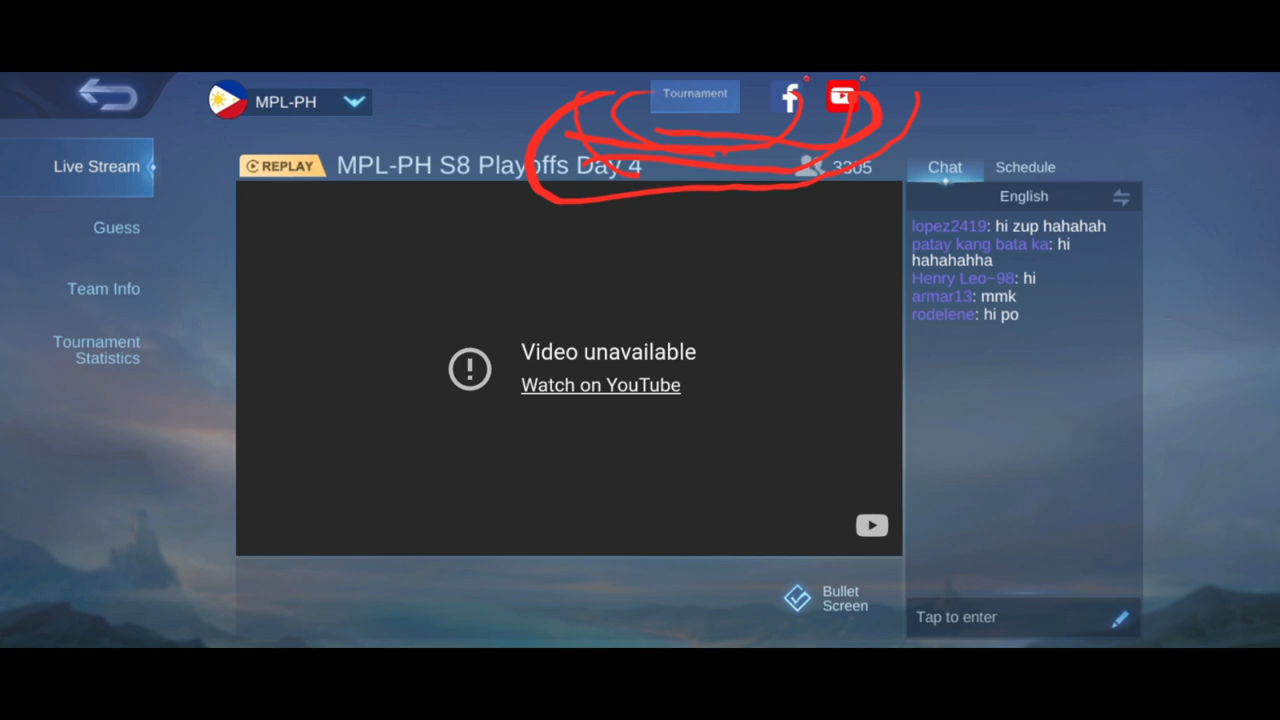 MPL-PH
Tournament
Live Stream
REPLAY
MPL-PH S8 Playoffs Day 4
3305
Chat
Schedule
English
Guess
Team Info
Tournament
Statistics
lopez2419: hi zup hahahah
patay kang bata ka: hi
hahahahha
Henry Leo~98: hi
armar13: mmk
rodelene: hi po
Video unavailable
Watch on YouTube
Bullet
Screen
Tap to enter